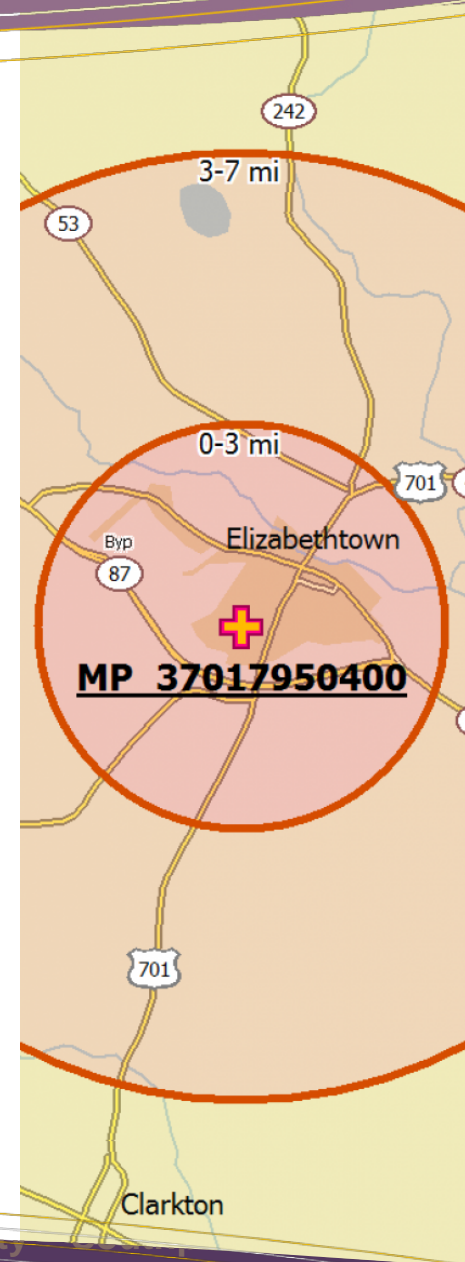 242
3-7 mi
53
0-3 mi
701
Elizabethtown
Byp
87
MP 37017950400
701
Clarkton